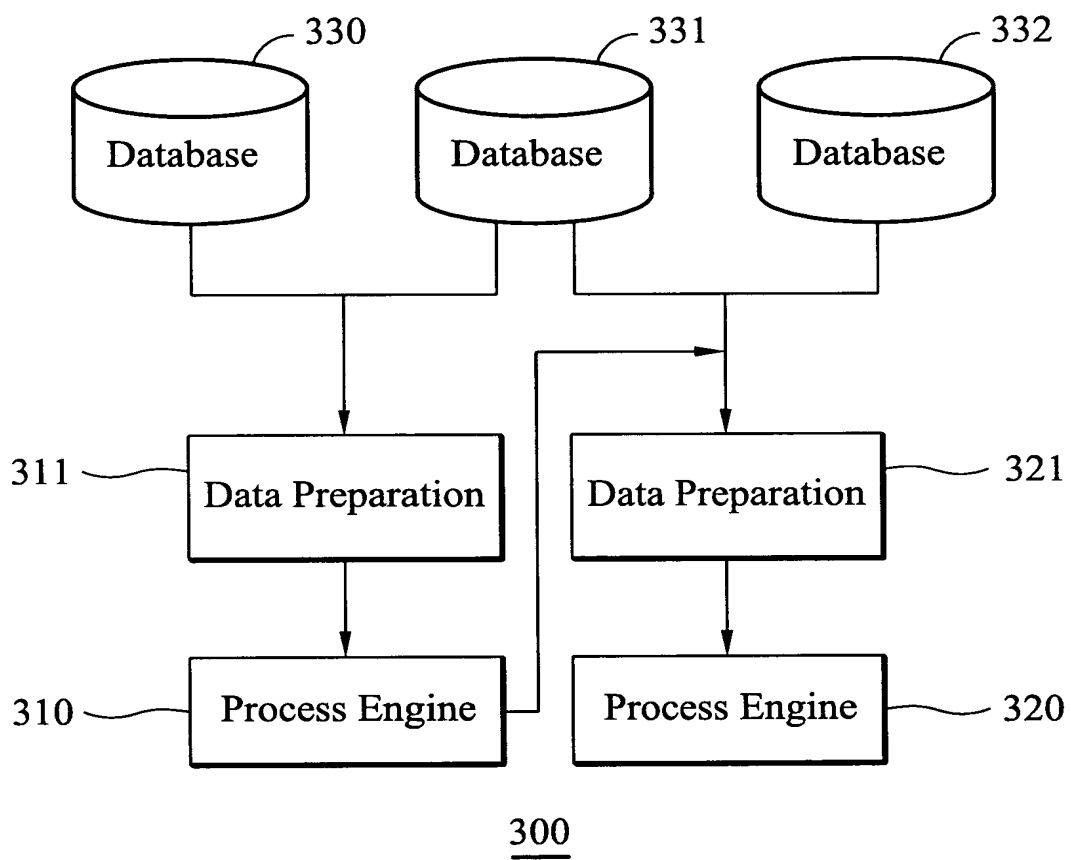 330
331
332
Database
Database
Database
311
Data Preparation
Data Preparation
321
310
Process Engine
Process Engine
320
300